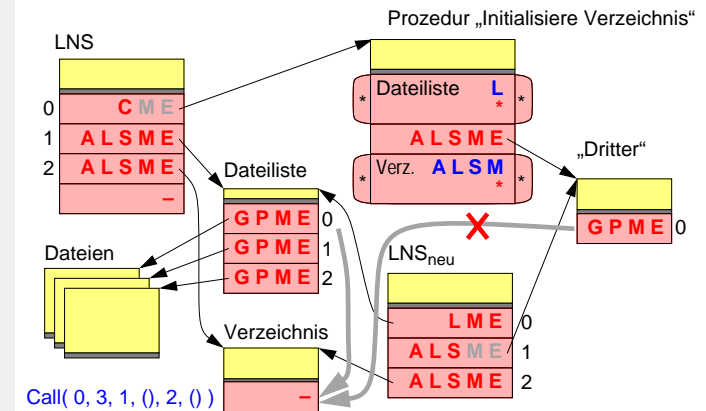 Prozedur „Initialisiere Verzeichnis“
LNS
0 C M E
1 A L S M E
2 A L S M E
–
* Dateiliste L *
*
A L S M E
* Verz. A L S M *
*
„Dritter“
G P M E 0
Dateiliste
G P M E 0
G P M E 1
G P M E 2
Dateien
LNSneu
L M E 0
A L S M E 1
A L S M E 2
Verzeichnis
–
Call( 0, 3, 1, (), 2, () )